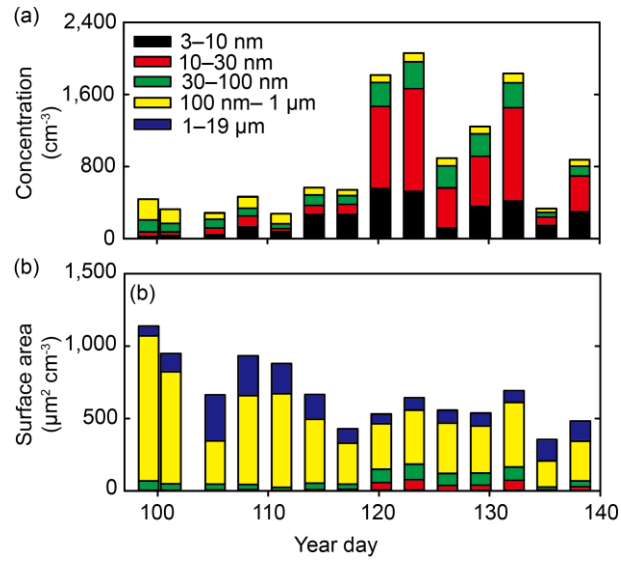 (a)
2,400
1,600
800
0
Concentration
(cm⁻³)
3–10 nm
10–30 nm
30–100 nm
100 nm– 1 μm
1–19 μm
(b)
1,500
(b)
1,000
500
0
Surface area
(μm² cm⁻³)
100 110 120 130 140
Year day